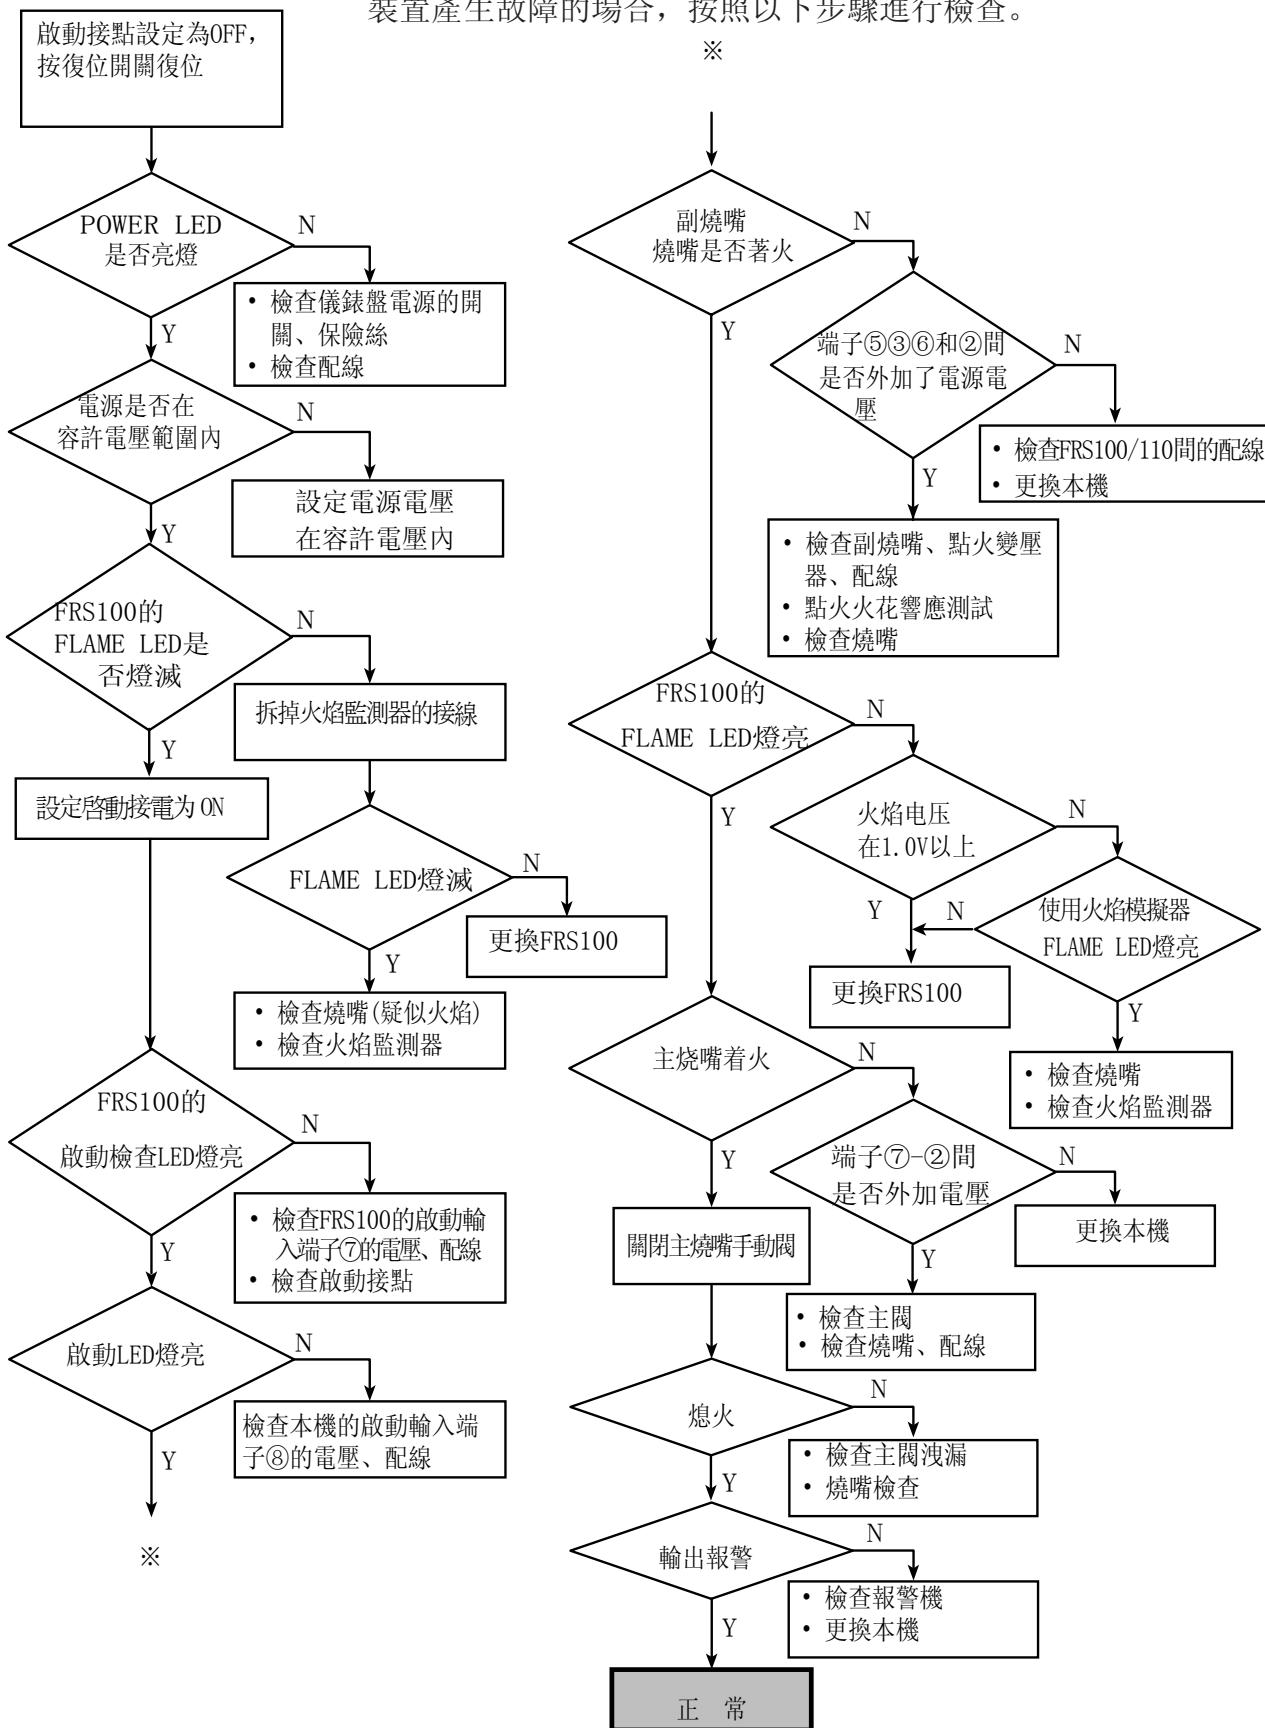 裝置產生故障的場合，按照以下步驟進行檢查。
啟動接點設定為OFF，
按復位開關復位
POWER LED
是否亮燈
N
• 檢查儀錶盤電源的開
關、保險絲
• 檢查配線
Y
電源是否在
容許電壓範圍內
N
設定電源電壓
在容許電壓內
Y
FRS100的
FLAME LED是
否燈滅
N
拆掉火焰監測器的接線
Y
設定啓動接電为 ON
FLAME LED燈滅
N
更換FRS100
Y
• 檢查燒嘴(疑似火焰)
• 檢查火焰監測器
FRS100的
啟動檢查LED燈亮
N
• 檢查FRS100的啟動輸
入端子⑦的電壓、配線
• 檢查啟動接點
Y
啟動LED燈亮
N
檢查本機的啟動輸入端
子⑧的電壓、配線
Y
※
※
副燒嘴
燒嘴是否著火
N
端子⑤③⑥和②間
是否外加了電源電
壓
N
• 檢查FRS100/110間的配線
• 更換本機
Y
• 檢查副燒嘴、點火變壓
器、配線
• 點火火花響應測試
• 檢查燒嘴
Y
FRS100的
FLAME LED燈亮
N
火焰电压
在1.0V以上
N
使用火焰模擬器
FLAME LED燈亮
N
Y
更換FRS100
Y
• 檢查燒嘴
• 檢查火焰監測器
Y
主烧嘴着火
N
端子⑦-②間
是否外加電壓
N
更換本機
Y
• 檢查主閥
• 檢查燒嘴、配線
Y
關閉主燒嘴手動閥
熄火
N
• 檢查主閥洩漏
• 燒嘴檢查
Y
輸出報警
N
• 檢查報警機
• 更換本機
Y
正 常